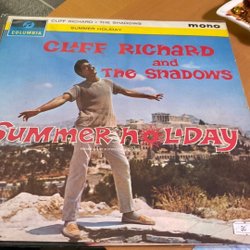 COLUMBIA
CLIFF RICHARD • THE SHADOWS
SUMMER HOLIDAY
mono
CLIFF RICHARD
and
THE SHADOWS
SUMMER HOLIDAY